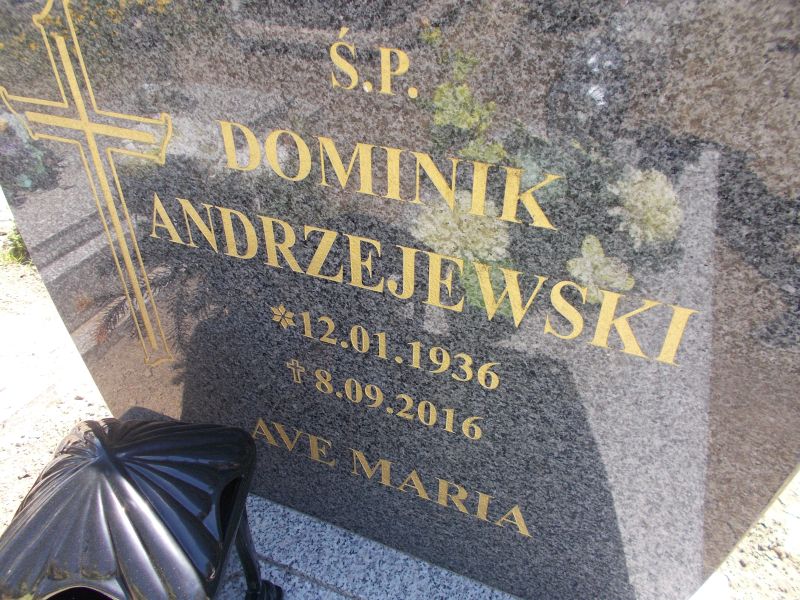 Ś.P.
DOMINIK
ANDRZEJEWSKI
*12.01.1936
✝8.09.2016
AVE MARIA